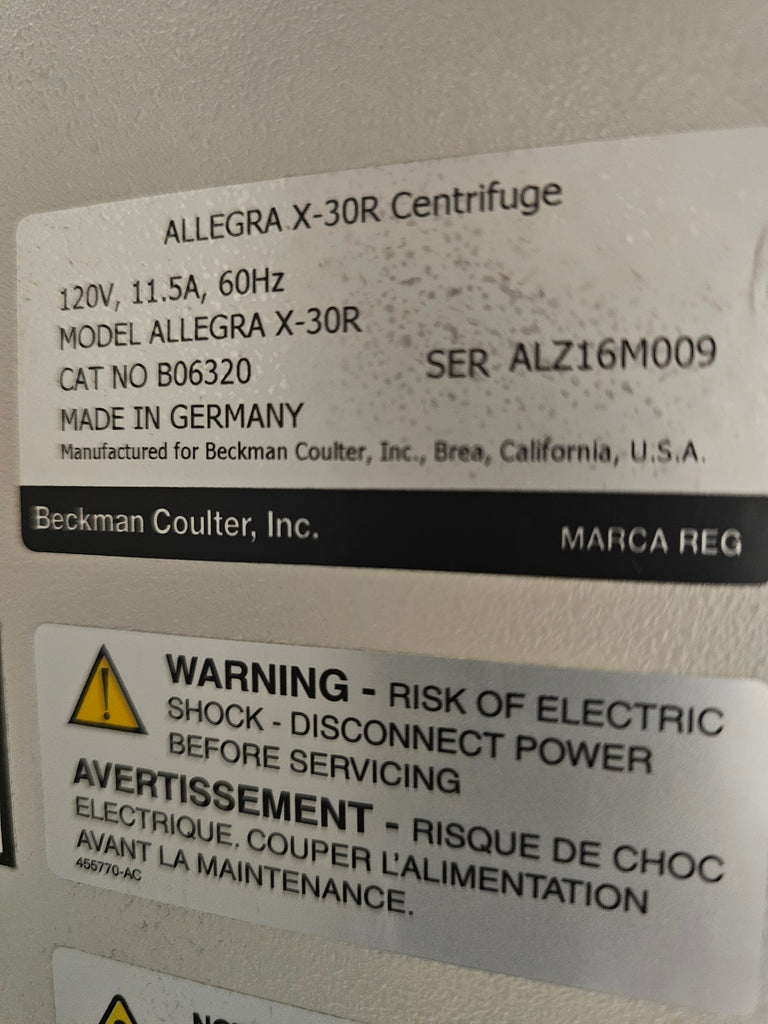 ALLEGRA X-30R Centrifuge
120V, 11.5A, 60Hz
MODEL ALLEGRA X-30R
CAT NO B06320
SER ALZ16M009
MADE IN GERMANY
Manufactured for Beckman Coulter, Inc., Brea, California, U.S.A.
Beckman Coulter, Inc.
MARCA REG
WARNING - RISK OF ELECTRIC
SHOCK - DISCONNECT POWER
BEFORE SERVICING
AVERTISSEMENT - RISQUE DE CHOC
ELECTRIQUE. COUPER L'ALIMENTATION
AVANT LA MAINTENANCE.
455770-AC